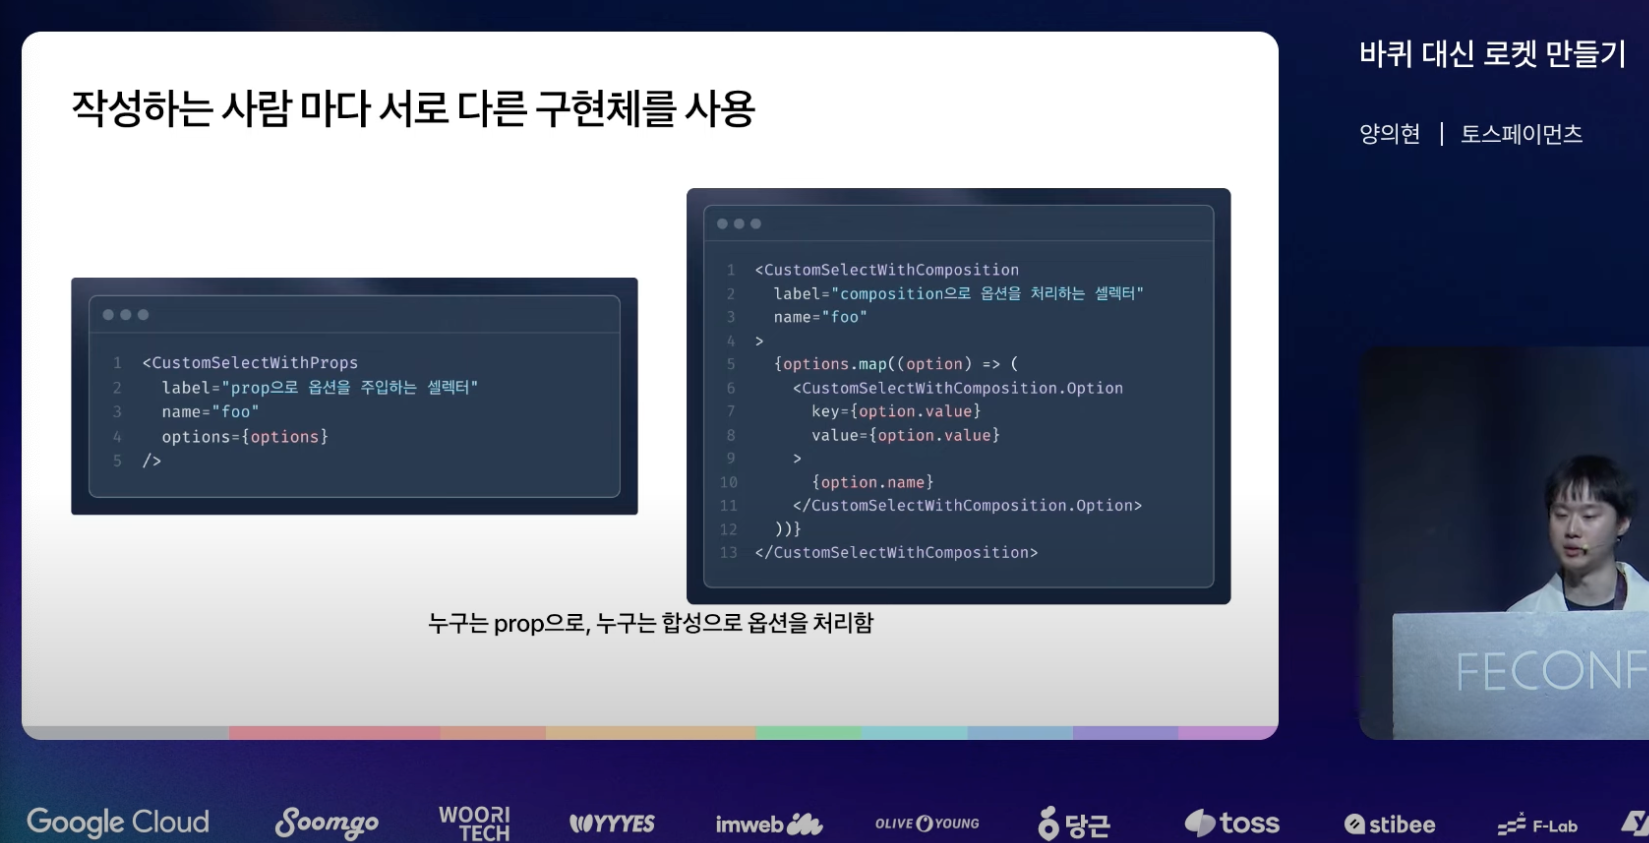 작성하는 사람 마다 서로 다른 구현체를 사용
1 <CustomSelectWithProps
2 label="prop으로 옵션을 주입하는 셀렉터"
3 name="foo"
4 options={options}
5 />
1 <CustomSelectWithComposition
2 label="composition으로 옵션을 처리하는 셀렉터"
3 name="foo"
4 >
5 {options.map((option) => (
6 <CustomSelectWithComposition.Option
7 key={option.value}
8 value={option.value}
9 >
10 {option.name}
11 </CustomSelectWithComposition.Option>
12 ))}
13 </CustomSelectWithComposition>
누구는 prop으로, 누구는 합성으로 옵션을 처리함
바퀴 대신 로켓 만들기
양의현 | 토스페이먼츠
FECONF
Google Cloud
Soomgo
WOORI
TECH
WYYYES
imweb
OLIVE YOUNG
당근
toss
stibee
F-Lab